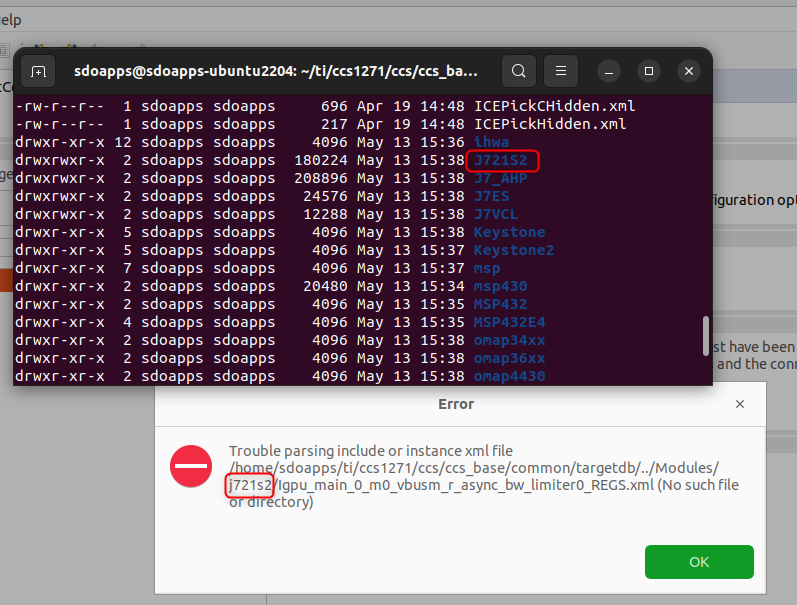 elp
sdoapps@sdoapps-ubuntu2204: ~/ti/ccs1271/ccs/ccs_ba...
-rw-r--r-- 1 sdoapps sdoapps 696 Apr 19 14:48 ICEPickCHidden.xml
-rw-r--r-- 1 sdoapps sdoapps 217 Apr 19 14:48 ICEPickHidden.xml
drwxr-xr-x 12 sdoapps sdoapps 4096 May 13 15:36 ihwa
drwxrwxr-x 2 sdoapps sdoapps 180224 May 13 15:38 J721S2
drwxrwxr-x 2 sdoapps sdoapps 208896 May 13 15:38 J7_AHP
drwxrwxr-x 2 sdoapps sdoapps 24576 May 13 15:38 J7ES
drwxrwxr-x 2 sdoapps sdoapps 12288 May 13 15:38 J7VCL
drwxr-xr-x 5 sdoapps sdoapps 4096 May 13 15:38 Keystone
drwxr-xr-x 5 sdoapps sdoapps 4096 May 13 15:37 Keystone2
drwxr-xr-x 7 sdoapps sdoapps 4096 May 13 15:37 msp
drwxr-xr-x 2 sdoapps sdoapps 20480 May 13 15:34 msp430
drwxr-xr-x 2 sdoapps sdoapps 4096 May 13 15:35 MSP432
drwxr-xr-x 4 sdoapps sdoapps 4096 May 13 15:35 MSP432E4
drwxr-xr-x 2 sdoapps sdoapps 4096 May 13 15:38 omap34xx
drwxr-xr-x 2 sdoapps sdoapps 4096 May 13 15:38 omap36xx
drwxr-xr-x 2 sdoapps sdoapps 4096 May 13 15:38 omap4430
figuration opt
st have been
and the conn
Error
Trouble parsing include or instance xml file
/home/sdoapps/ti/ccs1271/ccs/ccs_base/common/targetdb/../Modules/
j721s2/Igpu_main_0_m0_vbusm_r_async_bw_limiter0_REGS.xml (No such file
or directory)
OK